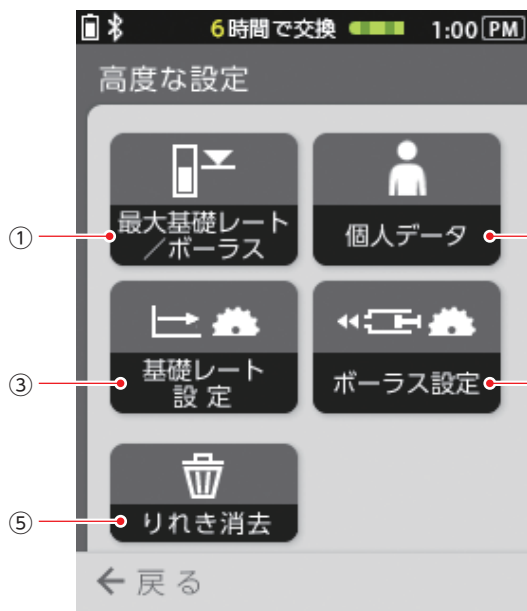 6時間で交換 1:00 PM
高度な設定
① 最大基礎レート
／ボーラス
個人データ
③ 基礎レート
設 定
ボーラス設定
⑤ りれき消去
戻る